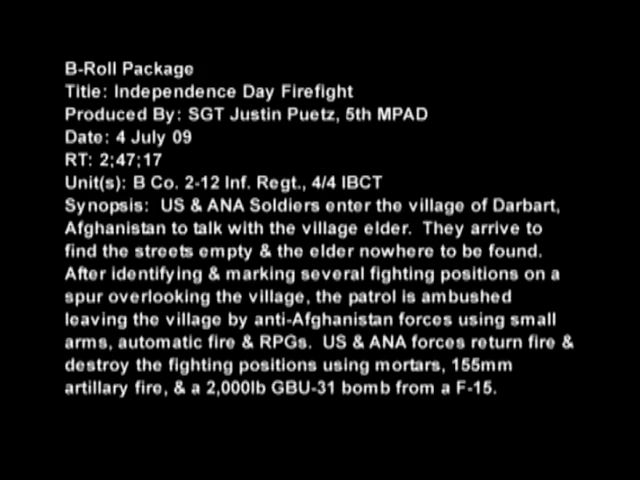 B-Roll Package
Title: Independence Day Firefight
Produced By: SGT Justin Puetz, 5th MPAD
Date: 4 July 09
RT: 2;47;17
Unit(s): B Co. 2-12 Inf. Regt., 4/4 IBCT
Synopsis:  US & ANA Soldiers enter the village of Darbart,
Afghanistan to talk with the village elder.  They arrive to
find the streets empty & the elder nowhere to be found.
After identifying & marking several fighting positions on a
spur overlooking the village, the patrol is ambushed
leaving the village by anti-Afghanistan forces using small
arms, automatic fire & RPGs.  US & ANA forces return fire &
destroy the fighting positions using mortars, 155mm
artillary fire, & a 2,000lb GBU-31 bomb from a F-15.